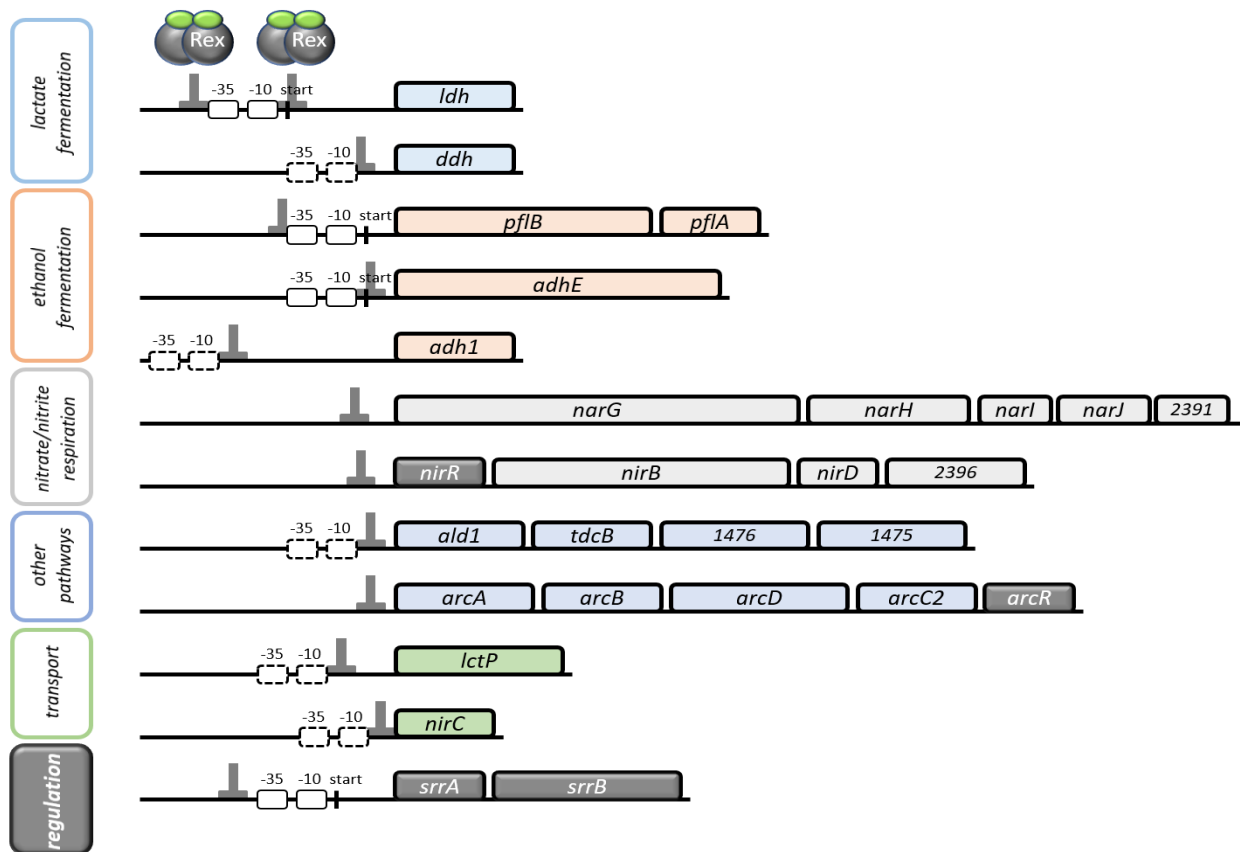 Rex Rex
lactate
fermentation
-35 -10 start
ldh
-35 -10
ddh
ethanol
fermentation
-35 -10 start
pflB pflA
-35 -10 start
adhE
-35 -10
adh1
nitrate/nitrite
respiration
narG narH narI narJ 2391
nirR nirB nirD 2396
other
pathways
-35 -10
ald1 tdcB 1476 1475
arcA arcB arcD arcC2 arcR
transport
-35 -10
lctP
-35 -10
nirC
regulation
-35 -10 start
srrA srrB